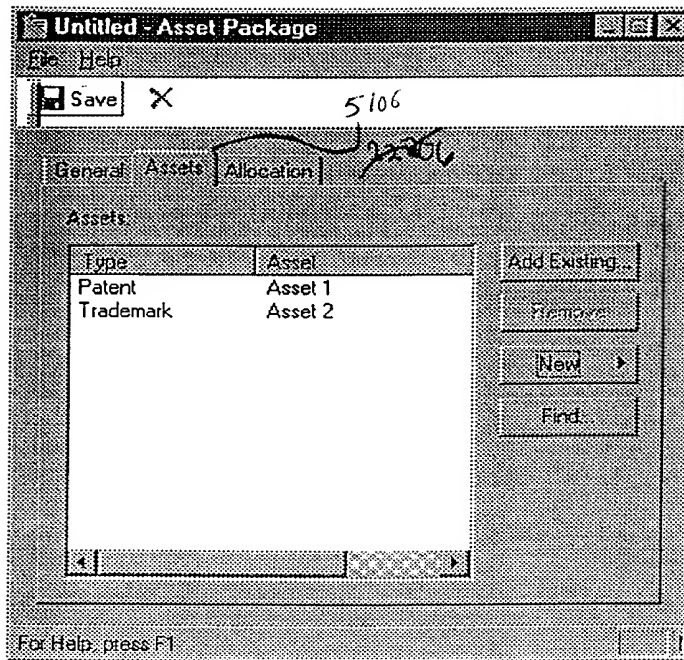 Untitled - Asset Package
File Help
Save
5106
General Assets Allocation
Assets:
Type Asset
Patent Asset 1
Trademark Asset 2
Add Existing...
Remove
New
Find...
For Help, press F1